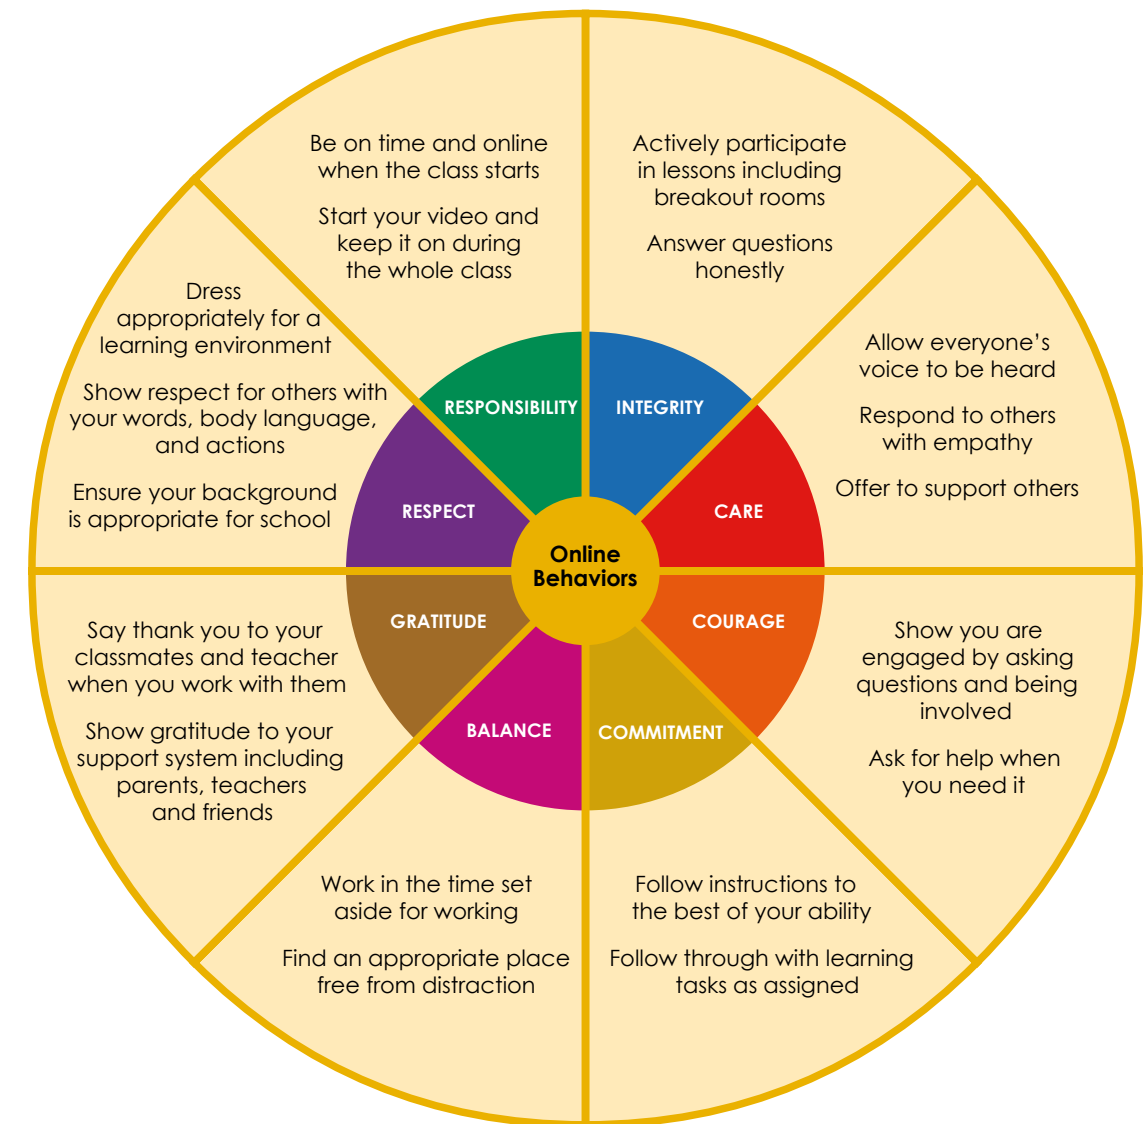 Online
Behaviors
RESPONSIBILITY
Be on time and online
when the class starts
Start your video and
keep it on during
the whole class
INTEGRITY
Actively participate
in lessons including
breakout rooms
Answer questions
honestly
CARE
Allow everyone’s
voice to be heard
Respond to others
with empathy
Offer to support others
COURAGE
Show you are
engaged by asking
questions and being
involved
Ask for help when
you need it
COMMITMENT
Follow instructions to
the best of your ability
Follow through with learning
tasks as assigned
BALANCE
Work in the time set
aside for working
Find an appropriate place
free from distraction
GRATITUDE
Say thank you to your
classmates and teacher
when you work with them
Show gratitude to your
support system including
parents, teachers
and friends
RESPECT
Dress
appropriately for a
learning environment
Show respect for others with
your words, body language,
and actions
Ensure your background
is appropriate for school